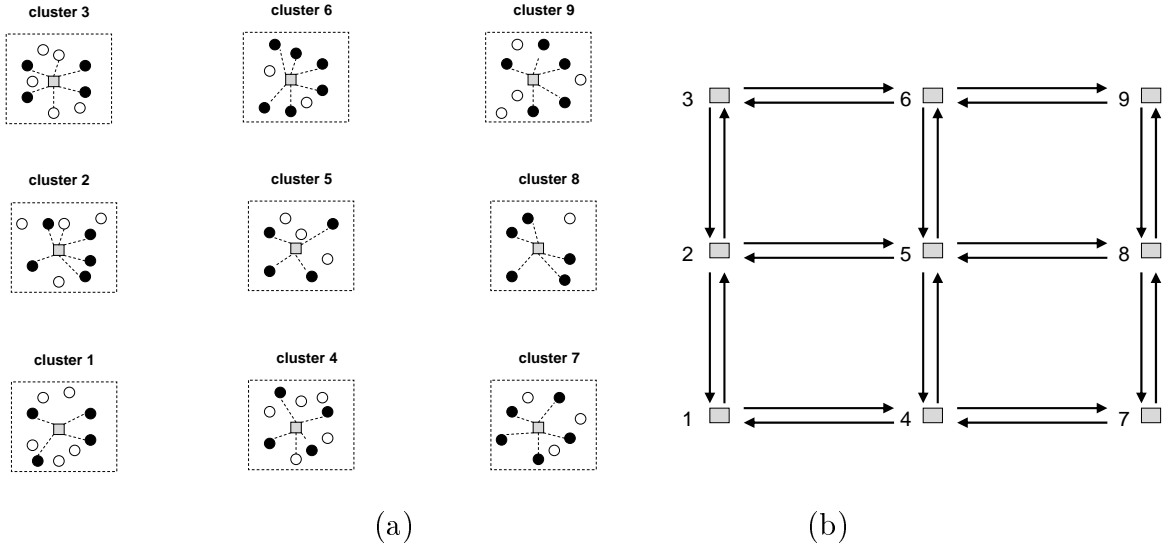 cluster 3
cluster 6
cluster 9
cluster 2
cluster 5
cluster 8
cluster 1
cluster 4
cluster 7
(a)
3
6
9
2
5
8
1
4
7
(b)